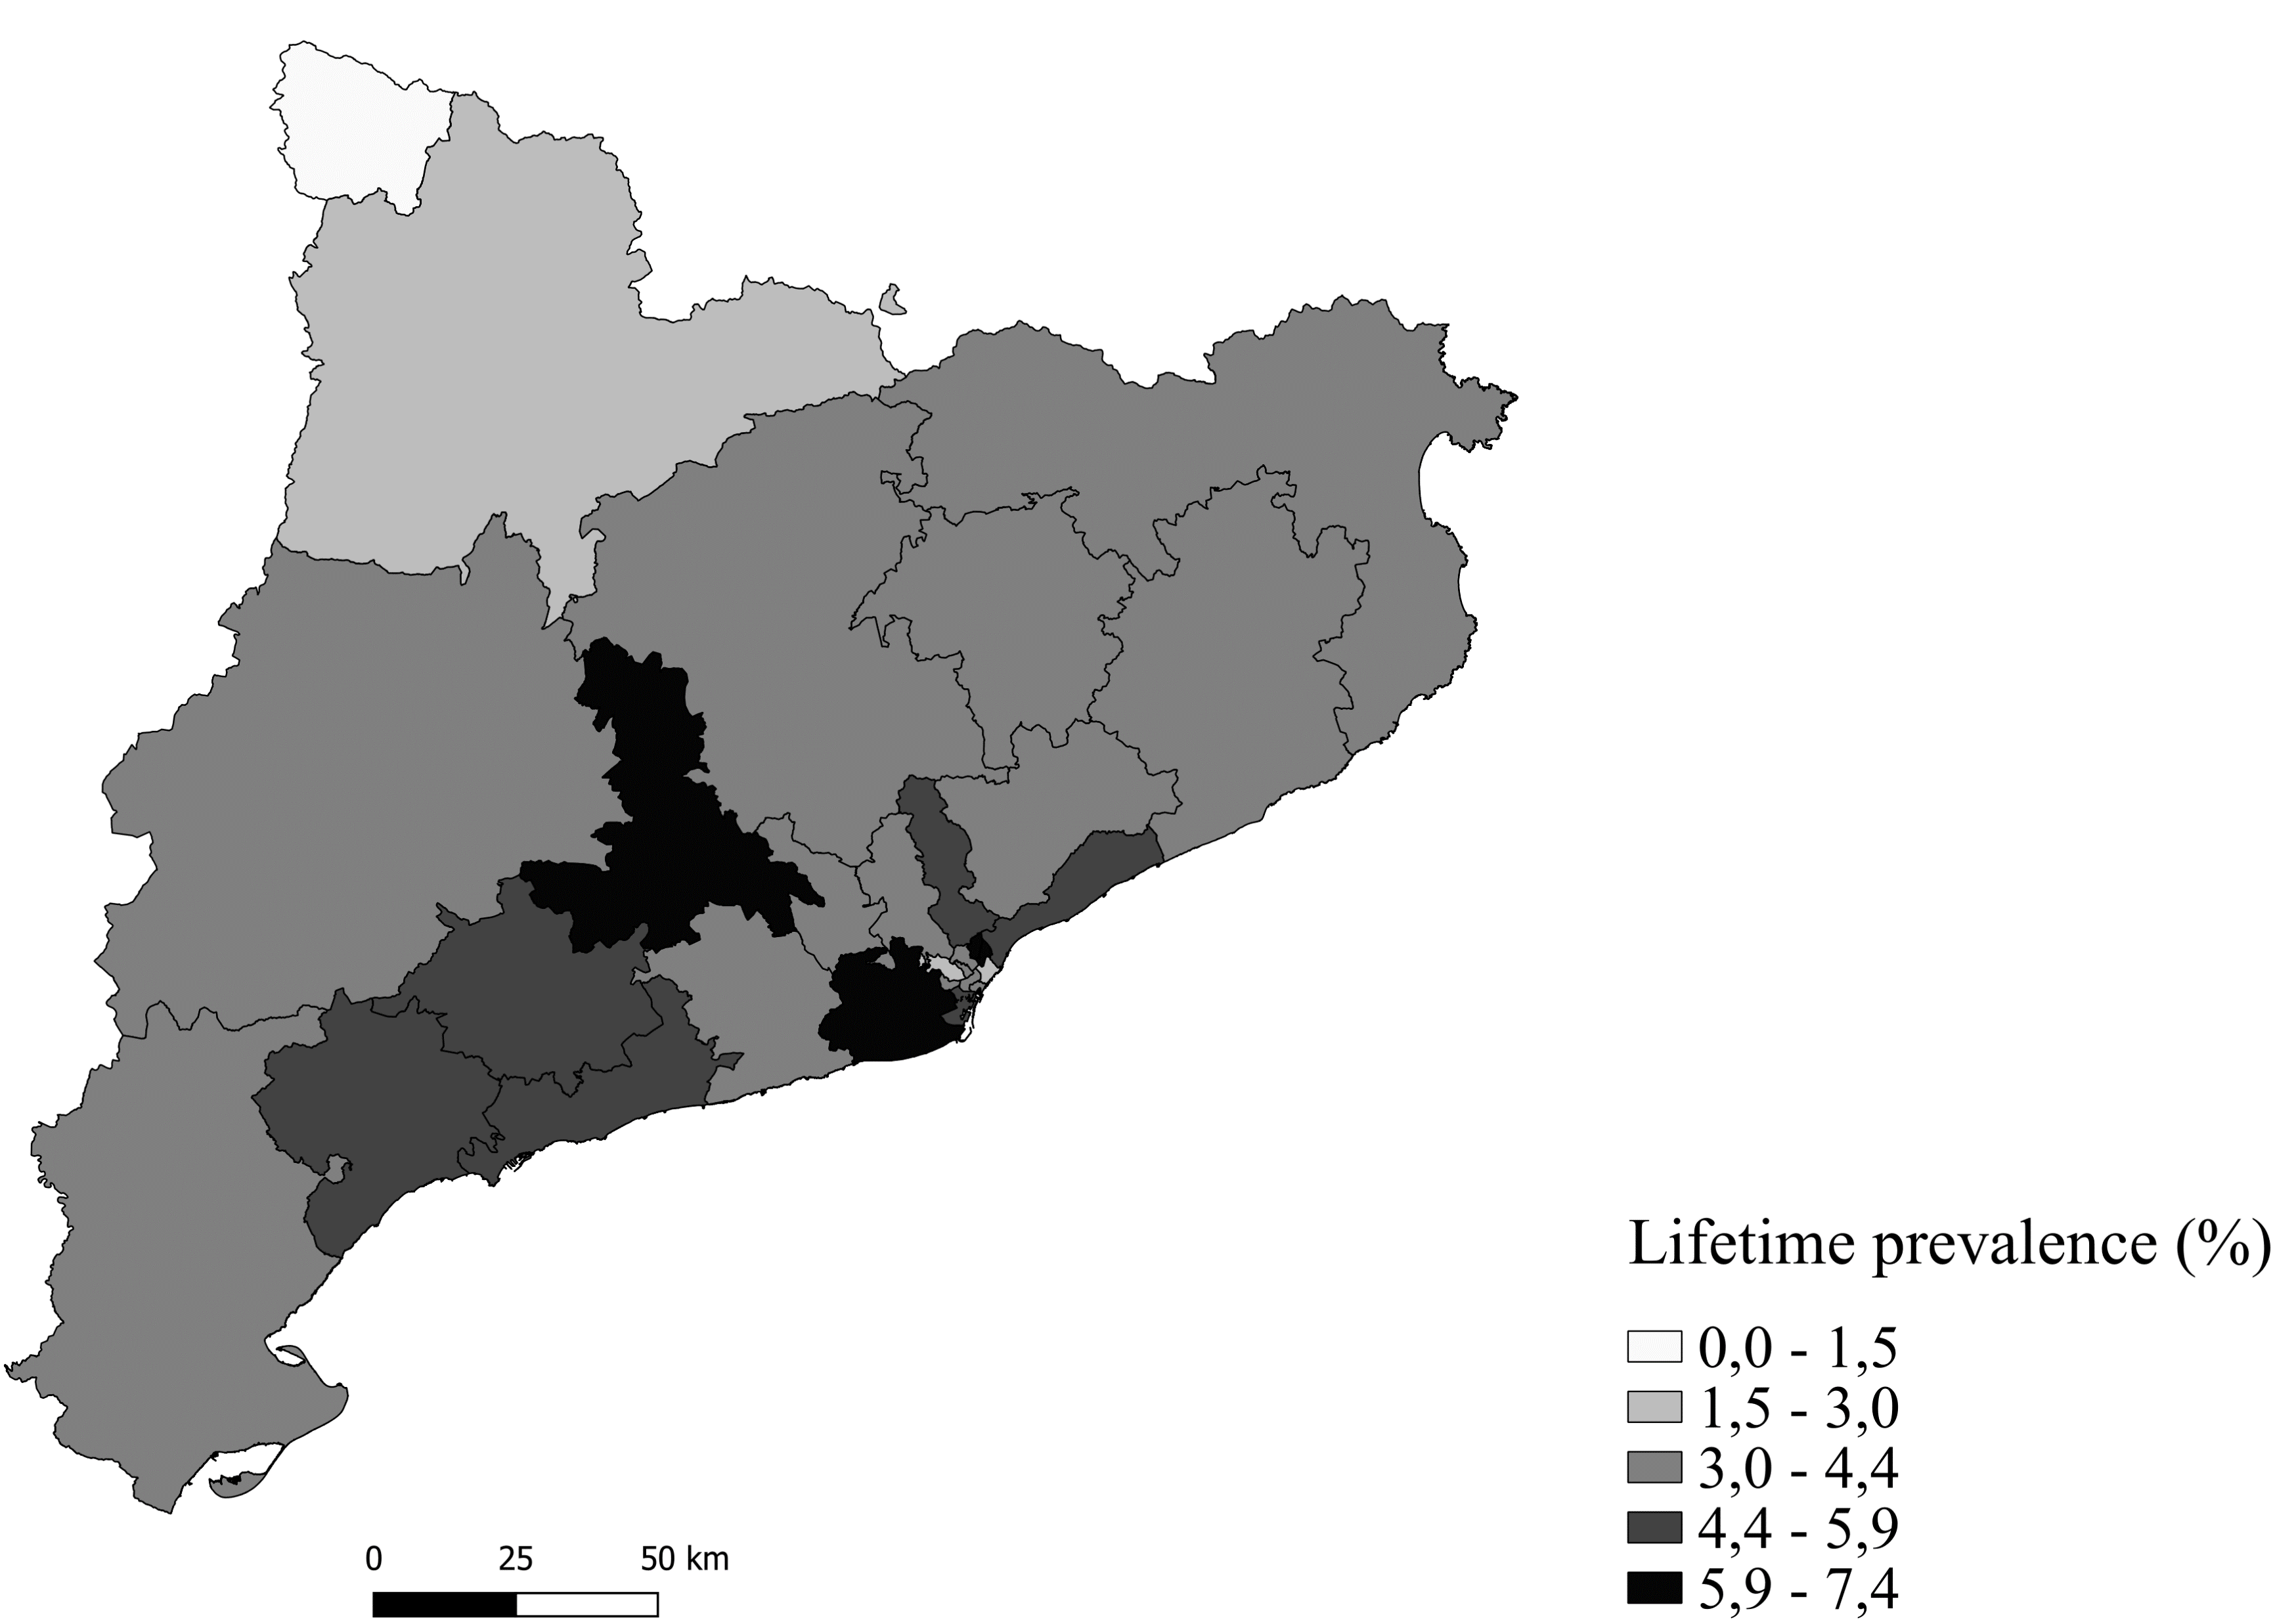 Lifetime prevalence (%)
0,0 - 1,5
1,5 - 3,0
3,0 - 4,4
4,4 - 5,9
5,9 - 7,4
0 25 50 km